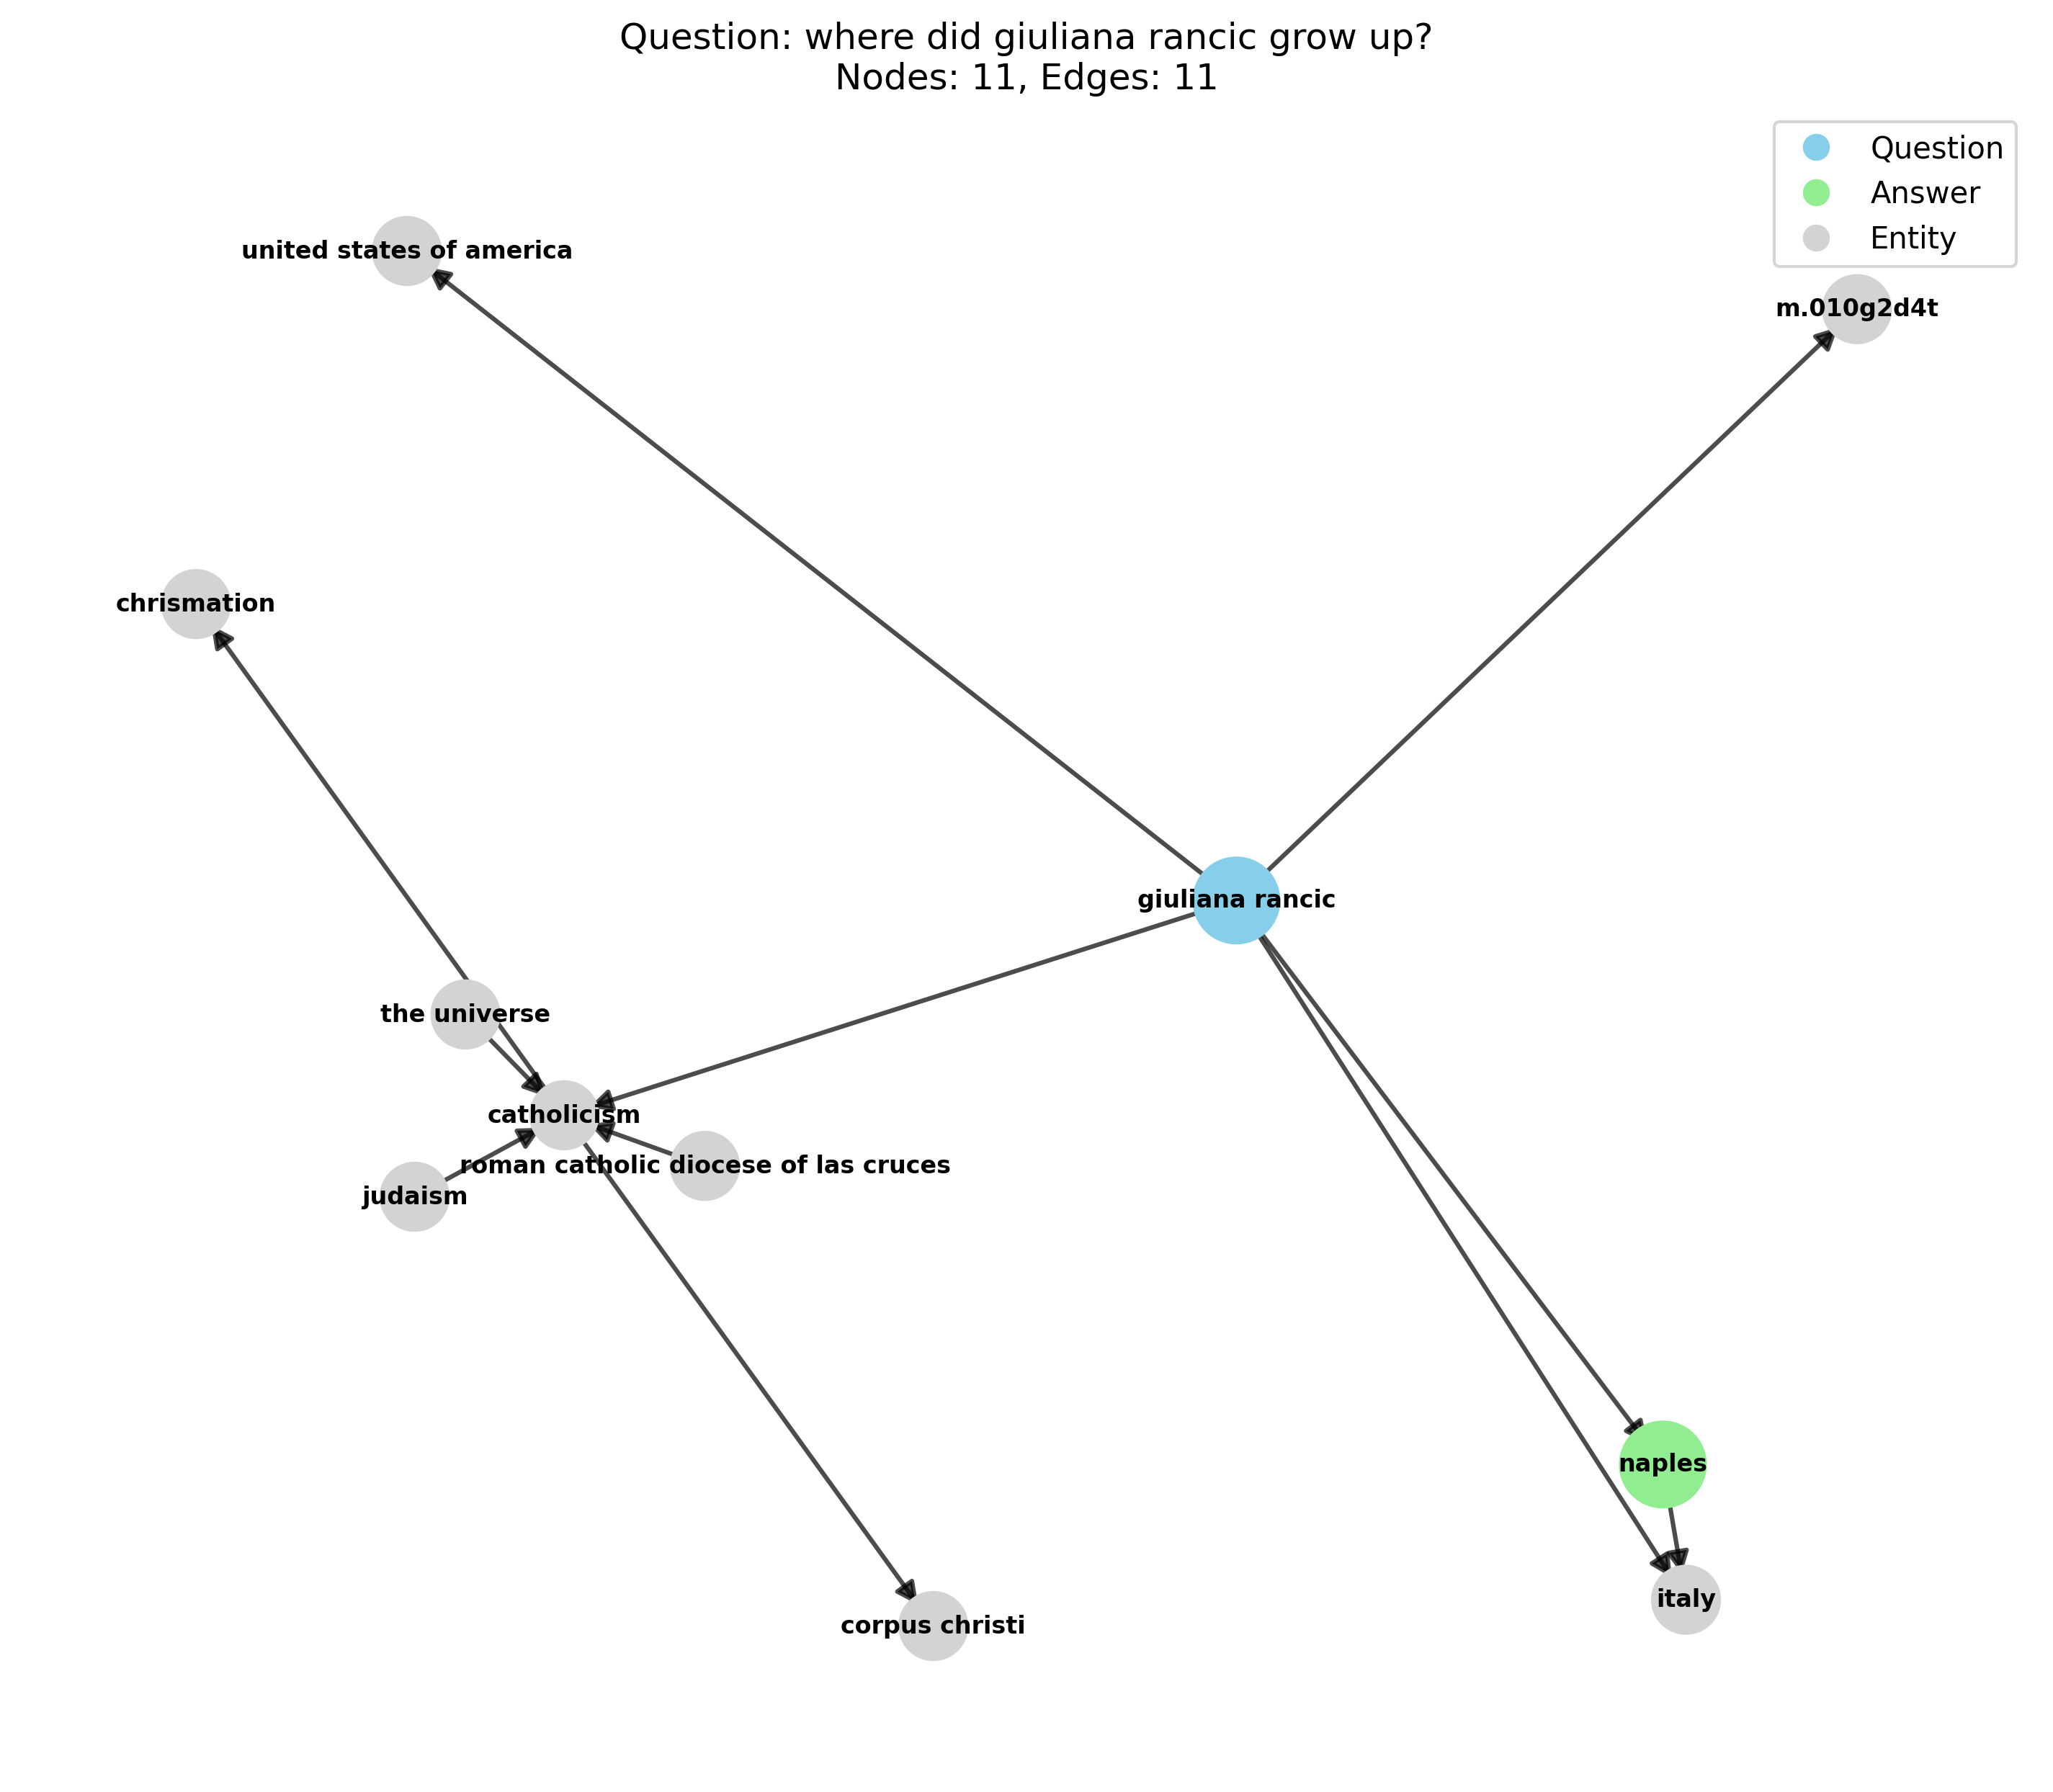 Question: where did giuliana rancic grow up?
Nodes: 11, Edges: 11
Question
Answer
Entity
united states of america
m.010g2d4t
chrismation
giuliana rancic
the universe
catholicism
roman catholic diocese of las cruces
judaism
naples
italy
corpus christi